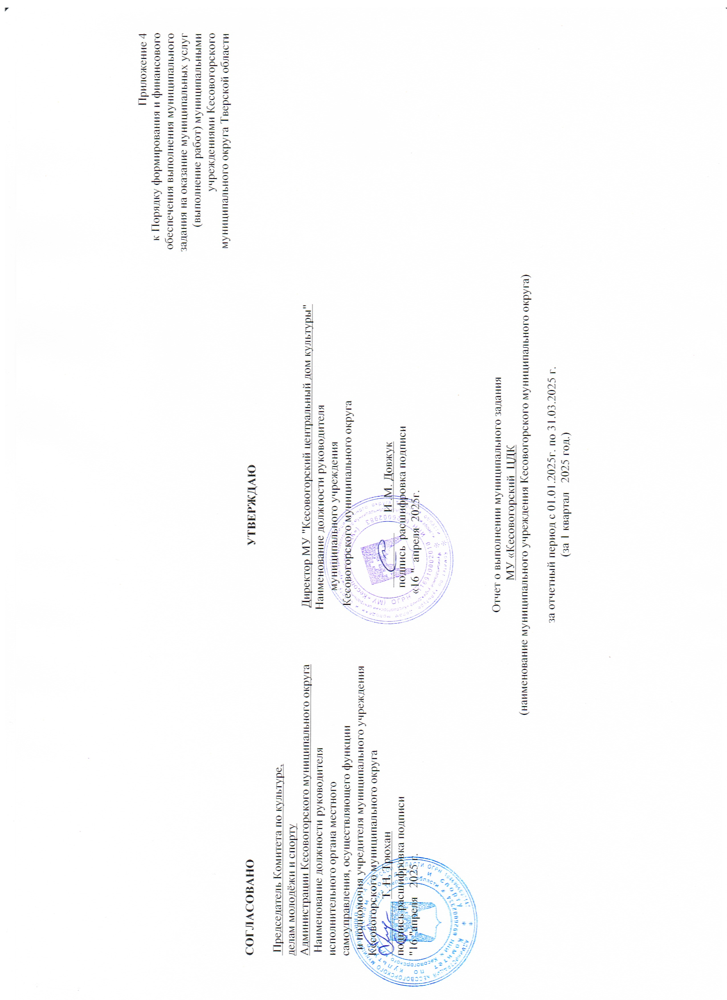 Приложение 4
к Порядку формирования и финансового
обеспечения выполнения муниципального
задания на оказание муниципальных услуг
(выполнение работ) муниципальными
учреждениями Кесовогорского
муниципального округа Тверской области
СОГЛАСОВАНО
Председатель Комитета по культуре,
делам молодёжи и спорту
Администрации Кесовогорского муниципального округа
Наименование должности руководителя
исполнительного органа местного
самоуправления, осуществляющего функции
и полномочия учредителя муниципального учреждения
Кесовогорского муниципального округа
Т. Н. Трюхан
подпись расшифровка подписи
"16 "апреля 2025 г.
УТВЕРЖДАЮ
Директор МУ "Кесовогорский центральный дом культуры"
Наименование должности руководителя
муниципального учреждения
Кесовогорского муниципального округа
И .М. Довжук
подпись расшифровка подписи
«16 " апреля 2025г.
Отчет о выполнении муниципального задания
МУ «Кесовогорский ЦДК
(наименование муниципального учреждения Кесовогорского муниципального округа)
за отчетный период с 01.01.2025г. по 31.03.2025 г.
(за 1 квартал 2025 год.)